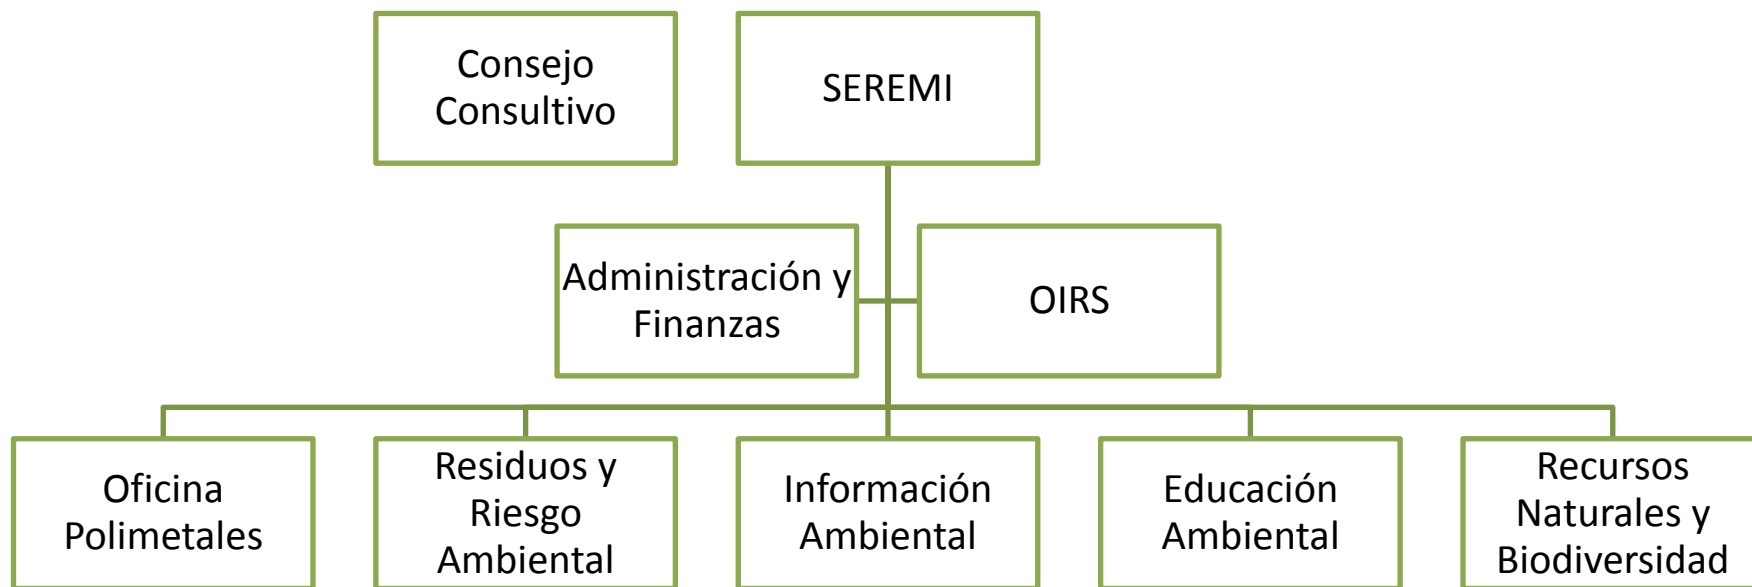 Consejo
Consultivo
SEREMI
Administración y
Finanzas
OIRS
Oficina
Polimetales
Residuos y
Riesgo
Ambiental
Información
Ambiental
Educación
Ambiental
Recursos
Naturales y
Biodiversidad